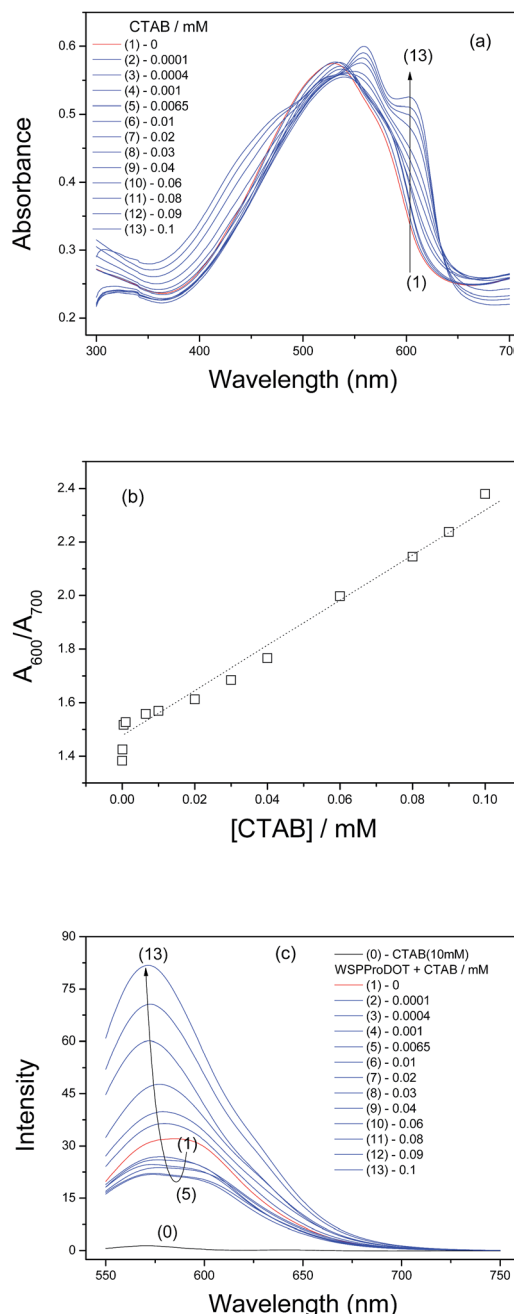 CTAB / mM
(1) - 0
(2) - 0.0001
(3) - 0.0004
(4) - 0.001
(5) - 0.0065
(6) - 0.01
(7) - 0.02
(8) - 0.03
(9) - 0.04
(10) - 0.06
(11) - 0.08
(12) - 0.09
(13) - 0.1
(a)
(13)
(1)
0.6
0.5
0.4
0.3
0.2
Absorbance
300 400 500 600 700
Wavelength (nm)
(b)
2.4
2.2
2.0
1.8
1.6
1.4
A600/A700
0.00 0.02 0.04 0.06 0.08 0.10
[CTAB] / mM
(c)
(0) - CTAB(10mM)
WSPProDOT + CTAB / mM
(1) - 0
(2) - 0.0001
(3) - 0.0004
(4) - 0.001
(5) - 0.0065
(6) - 0.01
(7) - 0.02
(8) - 0.03
(9) - 0.04
(10) - 0.06
(11) - 0.08
(12) - 0.09
(13) - 0.1
(13)
(1)
(5)
(0)
90
75
60
45
30
15
0
Intensity
550 600 650 700 750
Wavelength (nm)